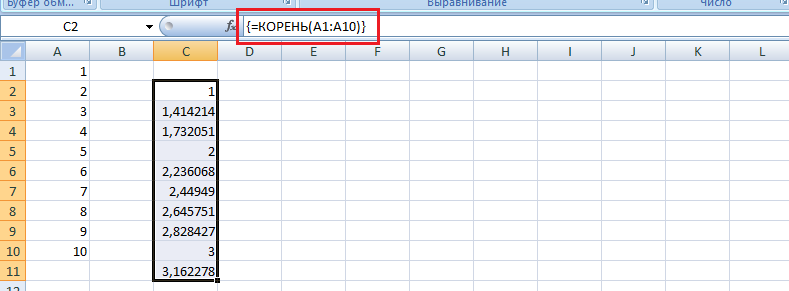 Буфер обм... Шрифт Выравнивание Число
C2 fx {=КОРЕНЬ(A1:A10)}
A B C D E F G H I J K L
1 1
2 2 1
3 3 1,414214
4 4 1,732051
5 5 2
6 6 2,236068
7 7 2,44949
8 8 2,645751
9 9 2,828427
10 10 3
11 3,162278
12